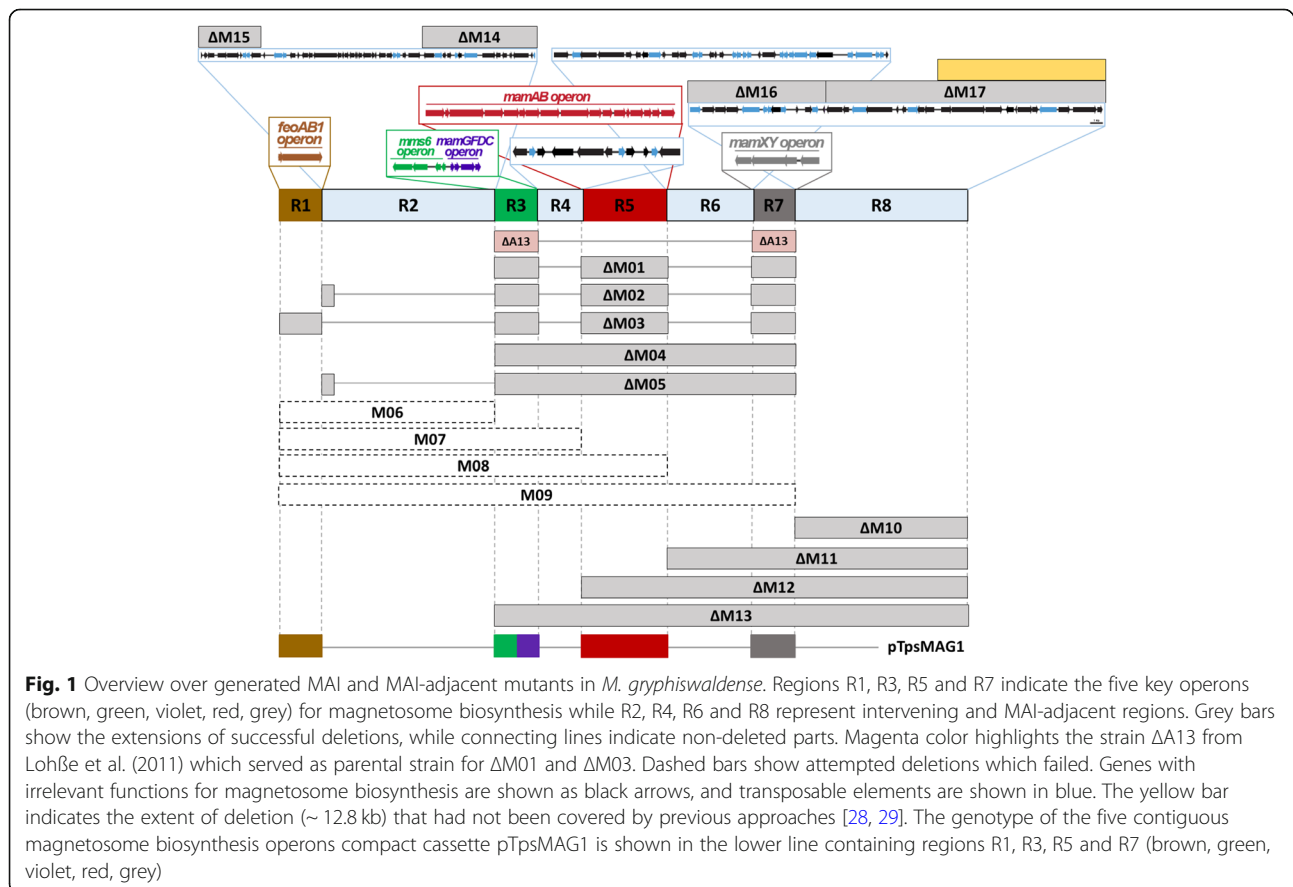 ΔM15
ΔM14
ΔM16
ΔM17
mamAB operon
feoAB1
operon
mms6
operon
mamGFDC
operon
mamXY operon
R1
R2
R3
R4
R5
R6
R7
R8
ΔA13
ΔA13
ΔM01
ΔM02
ΔM03
ΔM04
ΔM05
M06
M07
M08
M09
ΔM10
ΔM11
ΔM12
ΔM13
pTpsMAG1
Fig. 1 Overview over generated MAI and MAI-adjacent mutants in M. gryphiswaldense. Regions R1, R3, R5 and R7 indicate the five key operons
(brown, green, violet, red, grey) for magnetosome biosynthesis while R2, R4, R6 and R8 represent intervening and MAI-adjacent regions. Grey bars
show the extensions of successful deletions, while connecting lines indicate non-deleted parts. Magenta color highlights the strain ΔA13 from
Lohße et al. (2011) which served as parental strain for ΔM01 and ΔM03. Dashed bars show attempted deletions which failed. Genes with
irrelevant functions for magnetosome biosynthesis are shown as black arrows, and transposable elements are shown in blue. The yellow bar
indicates the extent of deletion (~ 12.8 kb) that had not been covered by previous approaches [28, 29]. The genotype of the five contiguous
magnetosome biosynthesis operons compact cassette pTpsMAG1 is shown in the lower line containing regions R1, R3, R5 and R7 (brown, green,
violet, red, grey)